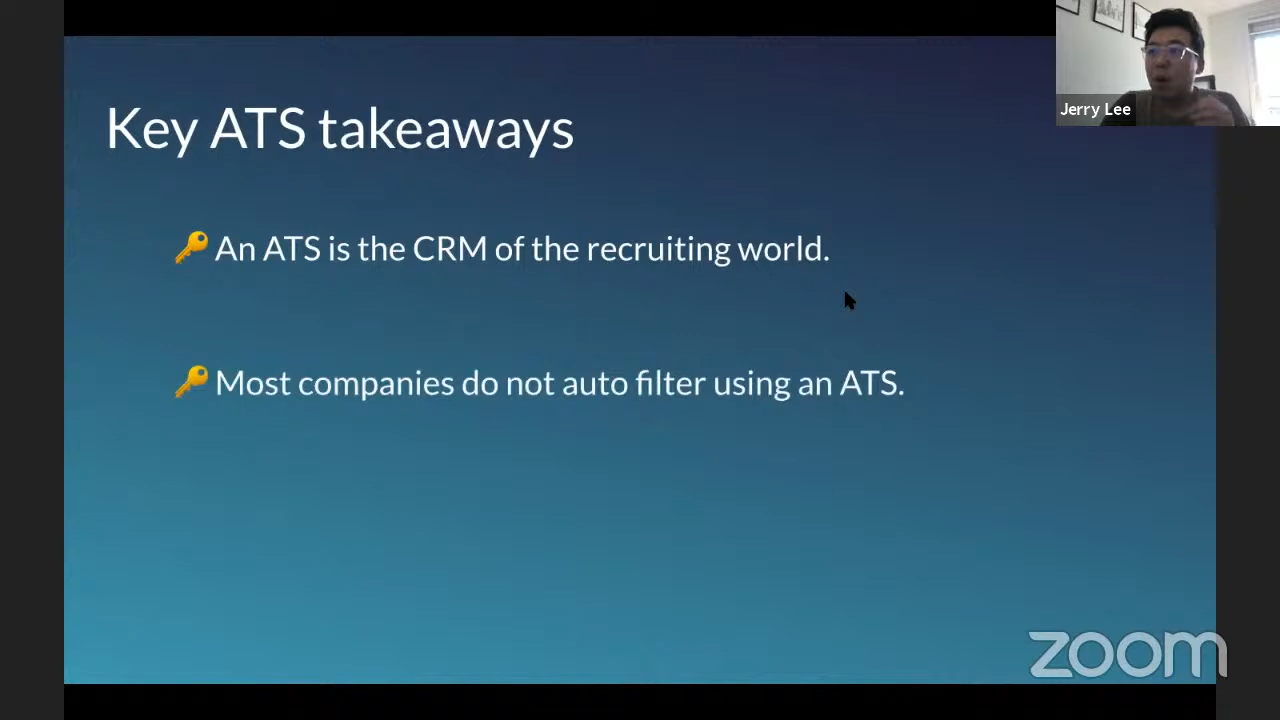 Key ATS takeaways
Jerry Lee
🔑 An ATS is the CRM of the recruiting world.
🔑 Most companies do not auto filter using an ATS.
zoom